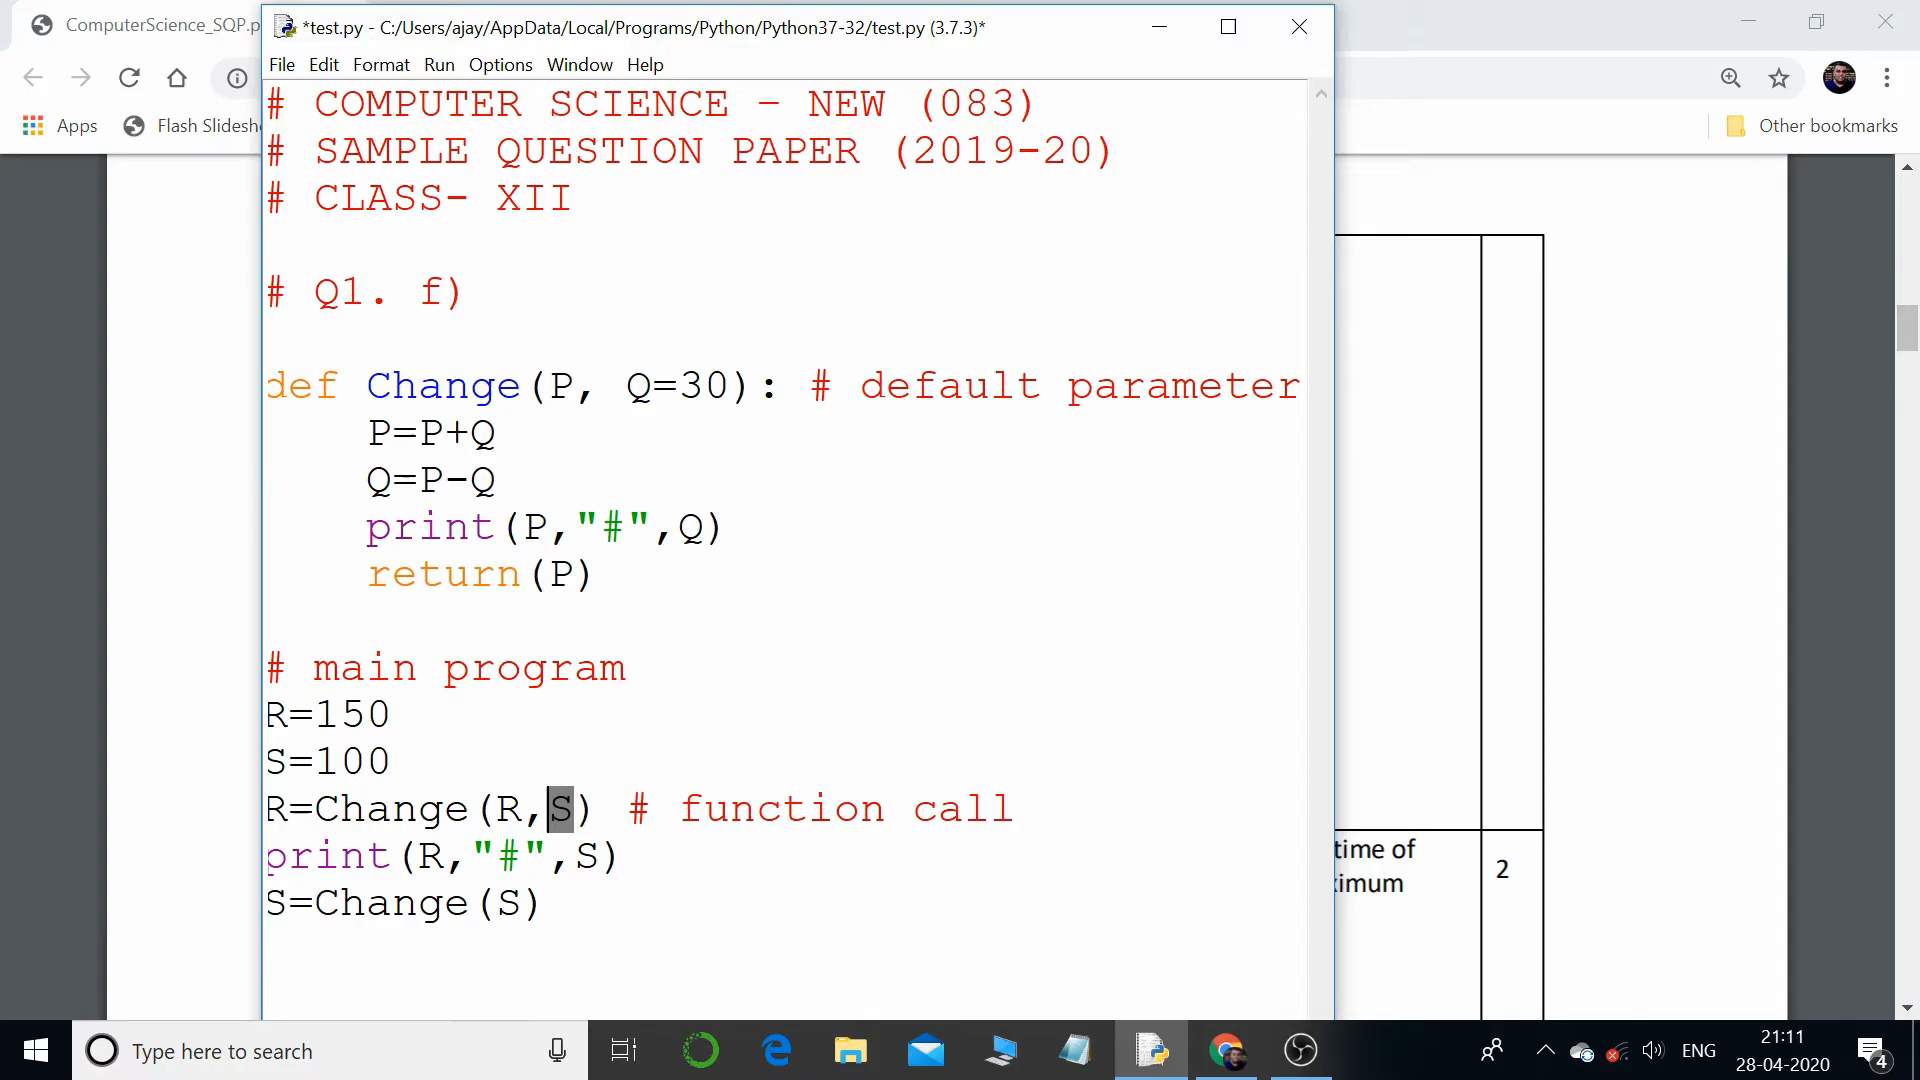 ComputerScience_SQP.p
*test.py - C:/Users/ajay/AppData/Local/Programs/Python/Python37-32/test.py (3.7.3)*
File Edit Format Run Options Window Help
Apps Flash Slidesh Other bookmarks
# COMPUTER SCIENCE – NEW (083)
# SAMPLE QUESTION PAPER (2019-20)
# CLASS- XII
# Q1. f)
def Change(P, Q=30): # default parameter
P=P+Q
Q=P-Q
print(P,"#",Q)
return(P)
# main program
R=150
S=100
R=Change(R,S) # function call
print(R,"#",S)
S=Change(S)
time of
ximum
2
Type here to search
ENG
21:11
28-04-2020
4